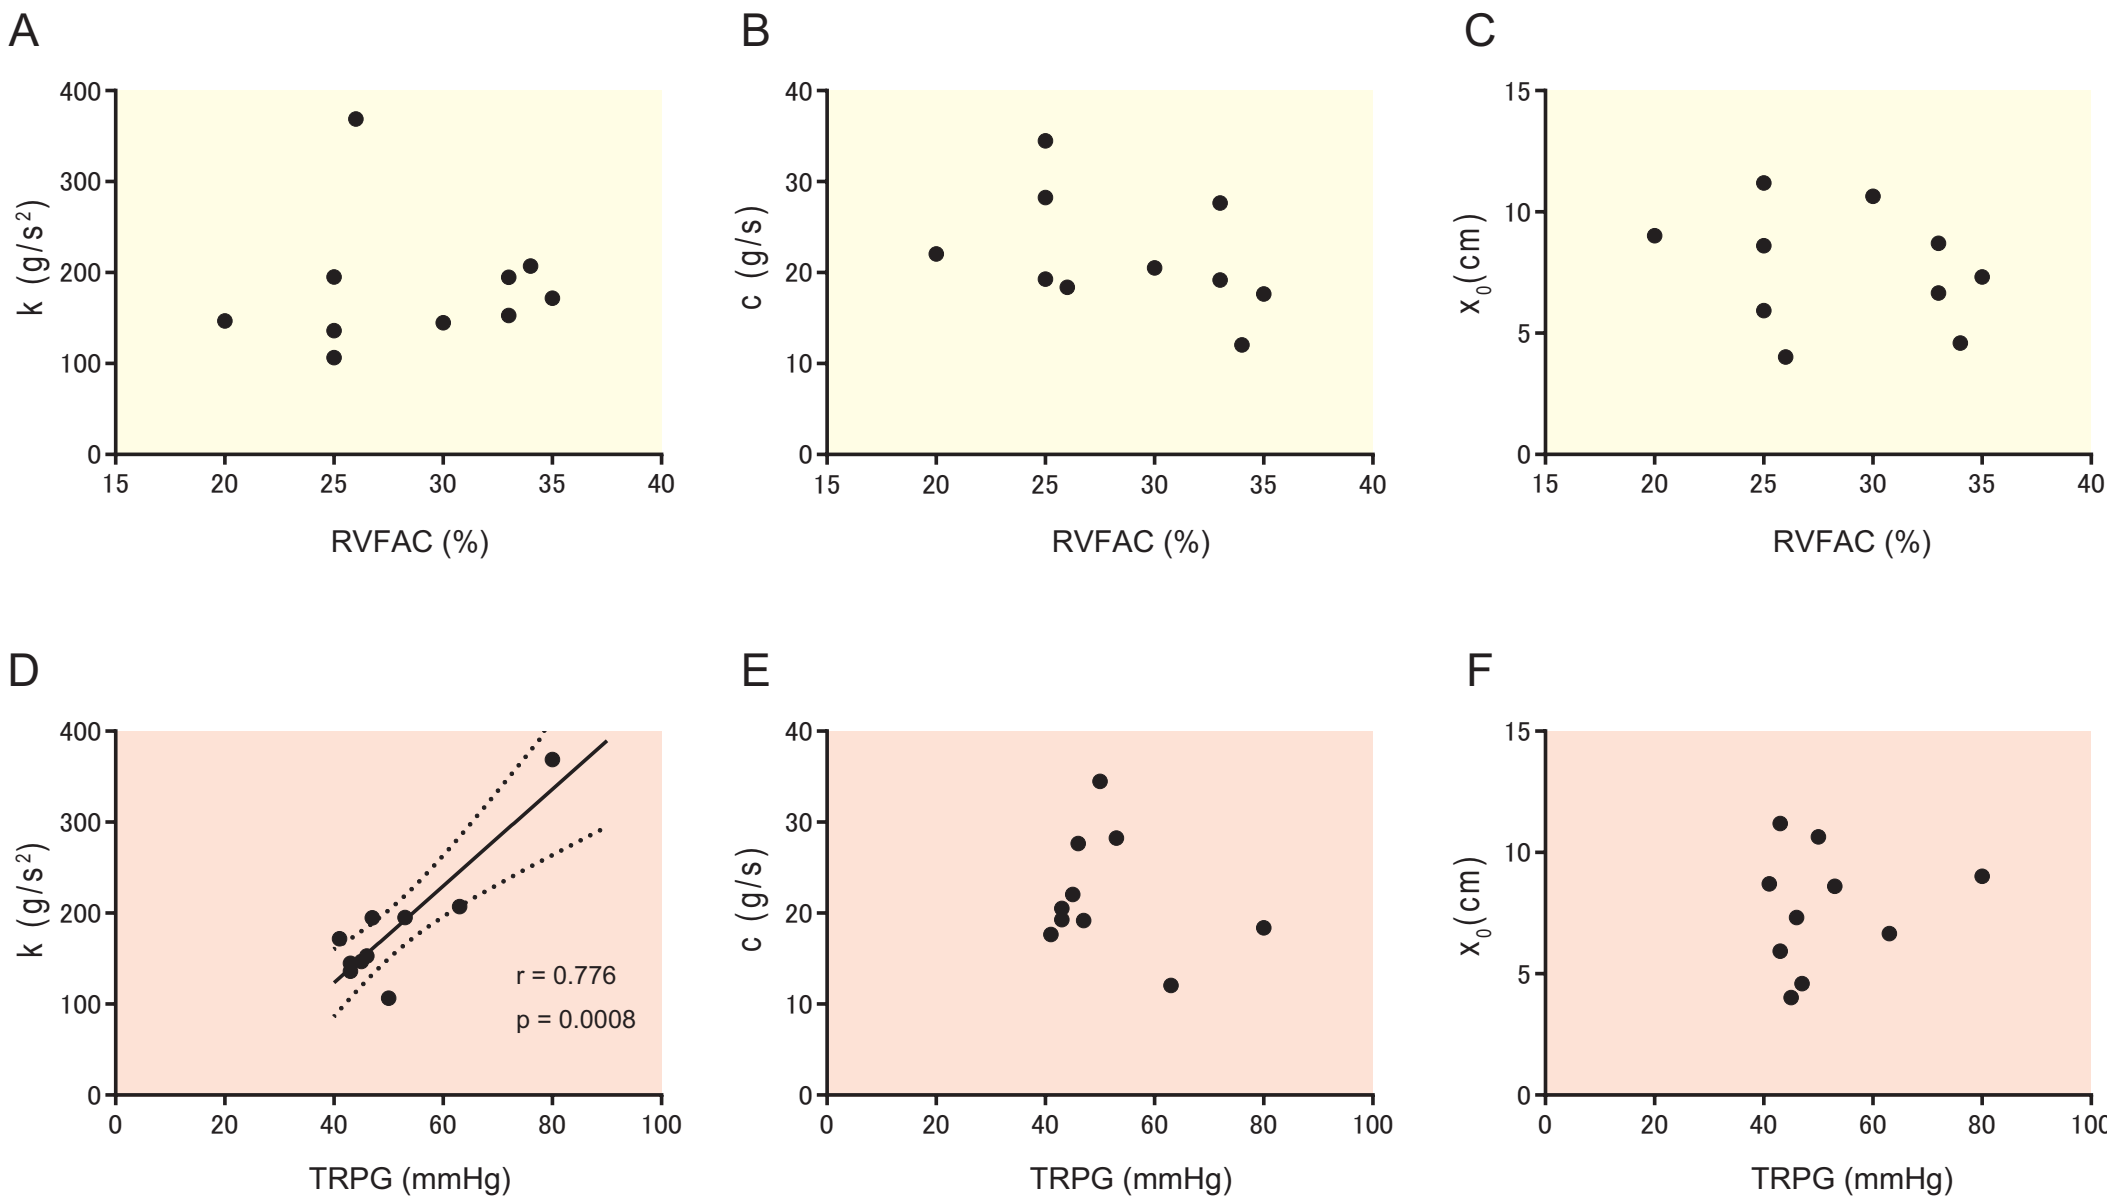 A
k (g/s²)
400
300
200
100
0
15 20 25 30 35 40
RVFAC (%)
B
c (g/s)
40
30
20
10
0
15 20 25 30 35 40
RVFAC (%)
C
x₀(cm)
15
10
5
0
15 20 25 30 35 40
RVFAC (%)
D
k (g/s²)
400
300
200
100
0
r = 0.776
p = 0.0008
0 20 40 60 80 100
TRPG (mmHg)
E
c (g/s)
40
30
20
10
0
0 20 40 60 80 100
TRPG (mmHg)
F
x₀(cm)
15
10
5
0
0 20 40 60 80 100
TRPG (mmHg)